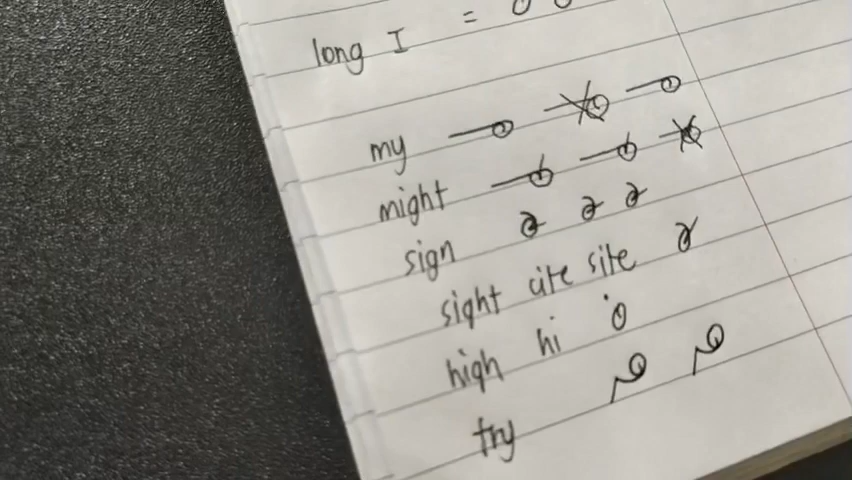 long I =
my
might
sign
sight cite site
high hi
try